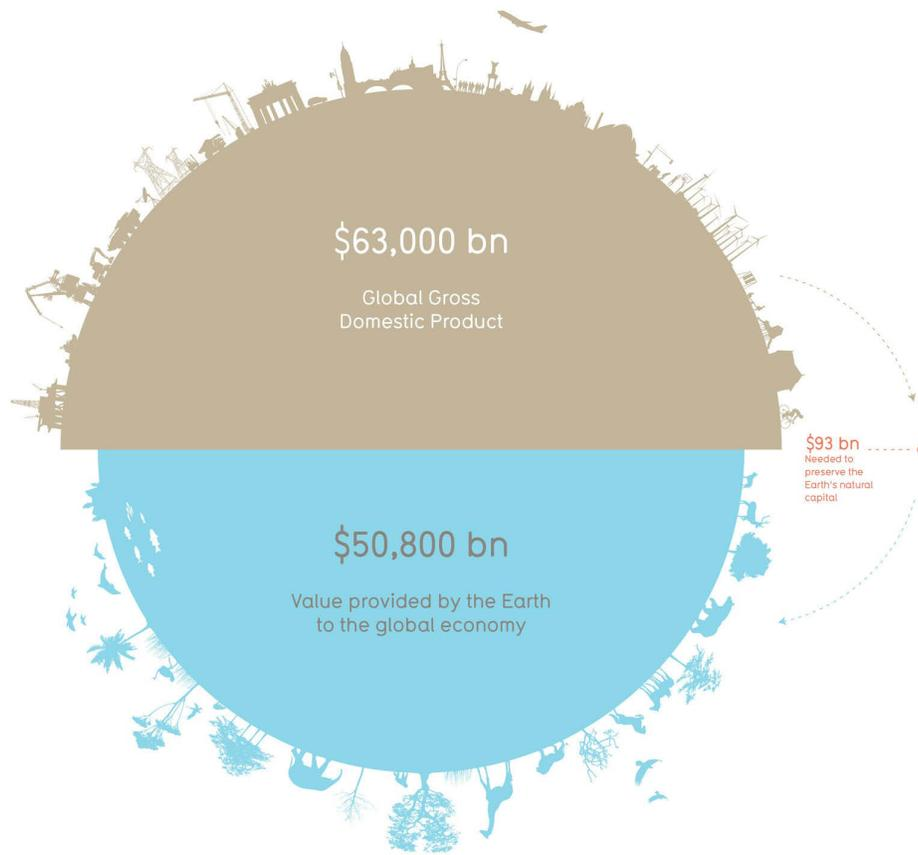 $63,000 bn
Global Gross
Domestic Product
$93 bn
Needed to
preserve the
Earth's natural
capital
$50,800 bn
Value provided by the Earth
to the global economy